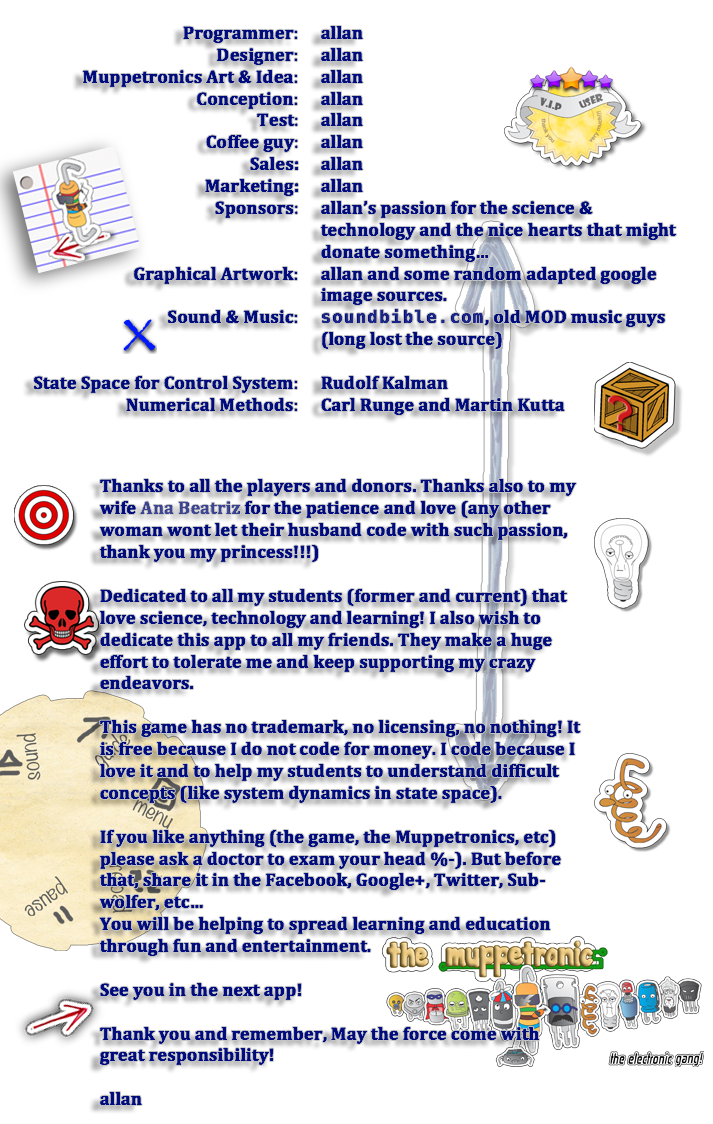 Programmer: allan
Designer: allan
Muppetronics Art & Idea: allan
Conception: allan
Test: allan
Coffee guy: allan
Sales: allan
Marketing: allan
Sponsors: allan's passion for the science &
technology and the nice hearts that might
donate something...
Graphical Artwork: allan and some random adapted google
image sources.
Sound & Music: soundbible.com, old MOD music guys
(long lost the source)
State Space for Control System: Rudolf Kalman
Numerical Methods: Carl Runge and Martin Kutta
V.I.P USER
?
Thanks to all the players and donors. Thanks also to my
wife Ana Beatriz for the patience and love (any other
woman wont let their husband code with such passion,
thank you my princess!!!)
Dedicated to all my students (former and current) that
love science, technology and learning! I also wish to
dedicate this app to all my friends. They make a huge
effort to tolerate me and keep supporting my crazy
endeavors.
This game has no trademark, no licensing, no nothing! It
is free because I do not code for money. I code because I
love it and to help my students to understand difficult
concepts (like system dynamics in state space).
sound
menu
pause
If you like anything (the game, the Muppetronics, etc)
please ask a doctor to exam your head %-). But before
that, share it in the Facebook, Google+, Twitter, Sub-
wolfer, etc...
You will be helping to spread learning and education
through fun and entertainment.
the muppetronics
See you in the next app!
Thank you and remember, May the force come with
great responsibility!
the electronic gang!
allan